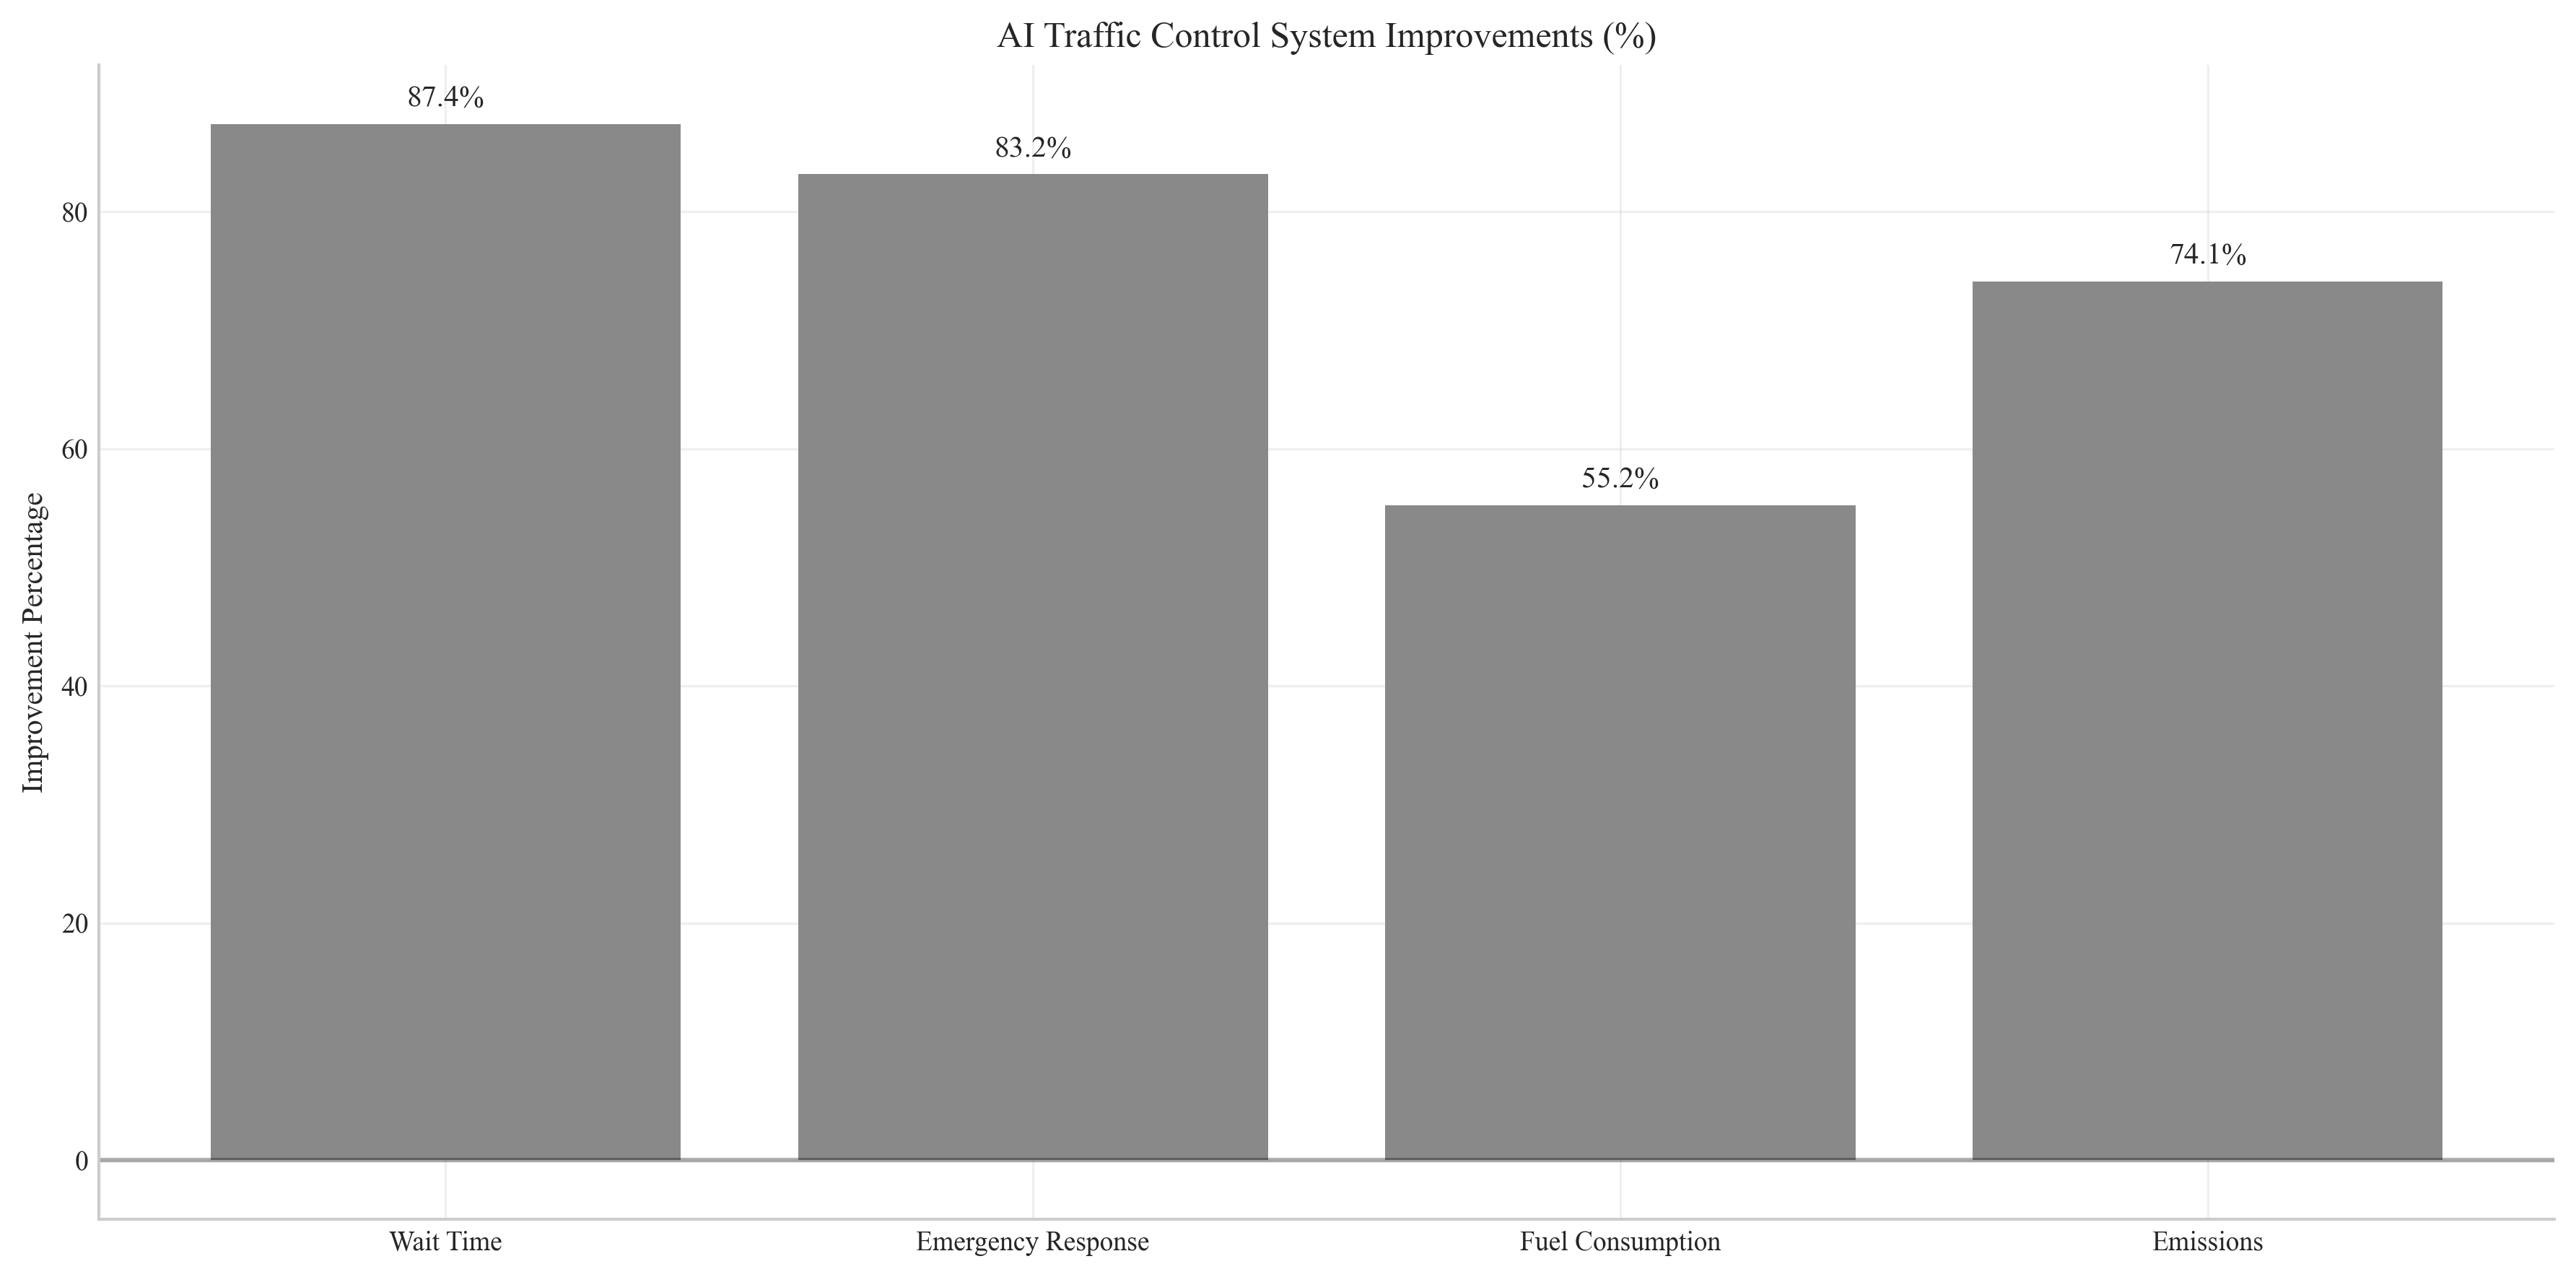 AI Traffic Control System Improvements (%)
87.4%
83.2%
80
74.1%
60
55.2%
Improvement Percentage
40
20
0
Wait Time
Emergency Response
Fuel Consumption
Emissions